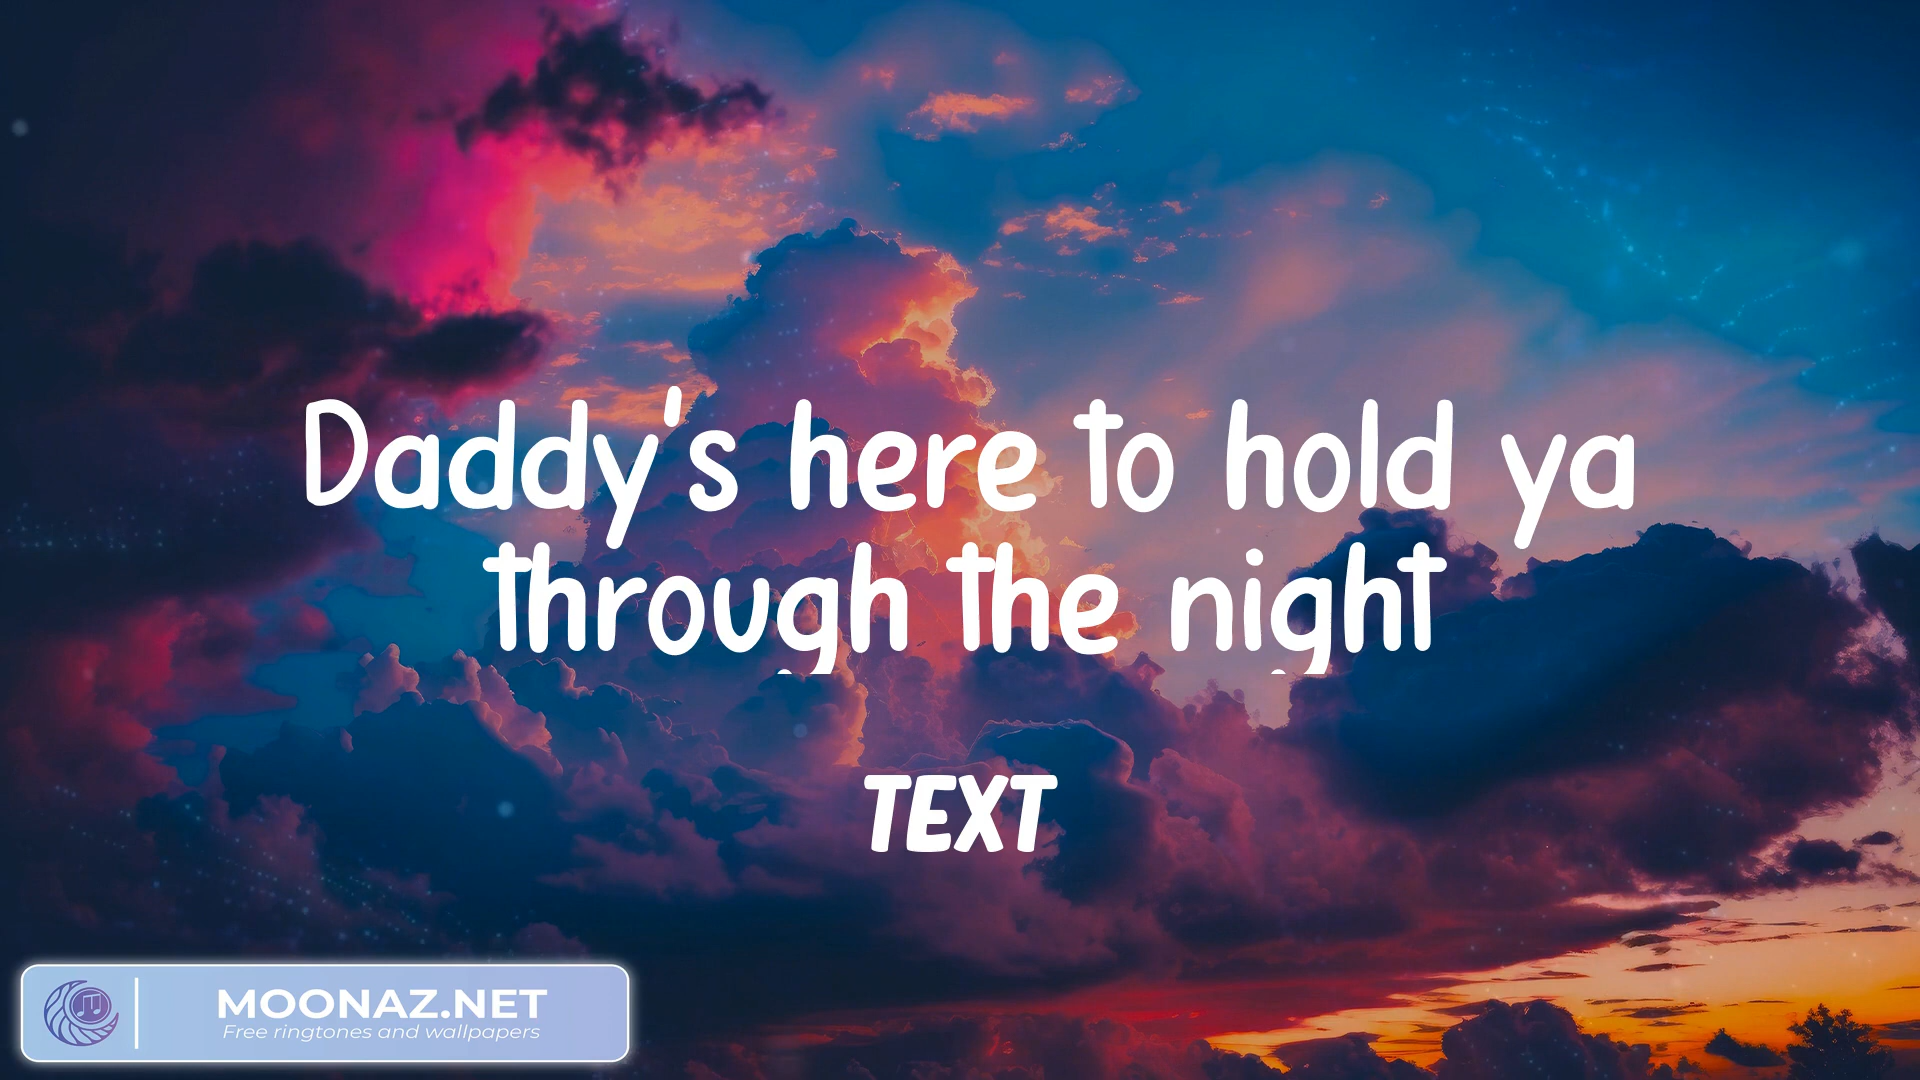 Daddy's here to hold ya
through the night
TEXT
MOONAZ.NET
Free ringtones and wallpapers